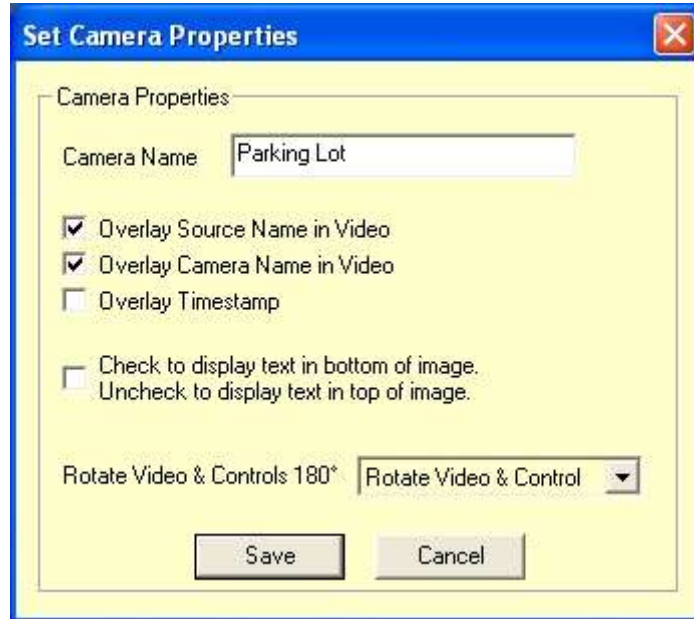 Set Camera Properties
Camera Properties
Camera Name Parking Lot
Overlay Source Name in Video
Overlay Camera Name in Video
Overlay Timestamp
Check to display text in bottom of image.
Uncheck to display text in top of image.
Rotate Video & Controls 180° Rotate Video & Control
Save Cancel